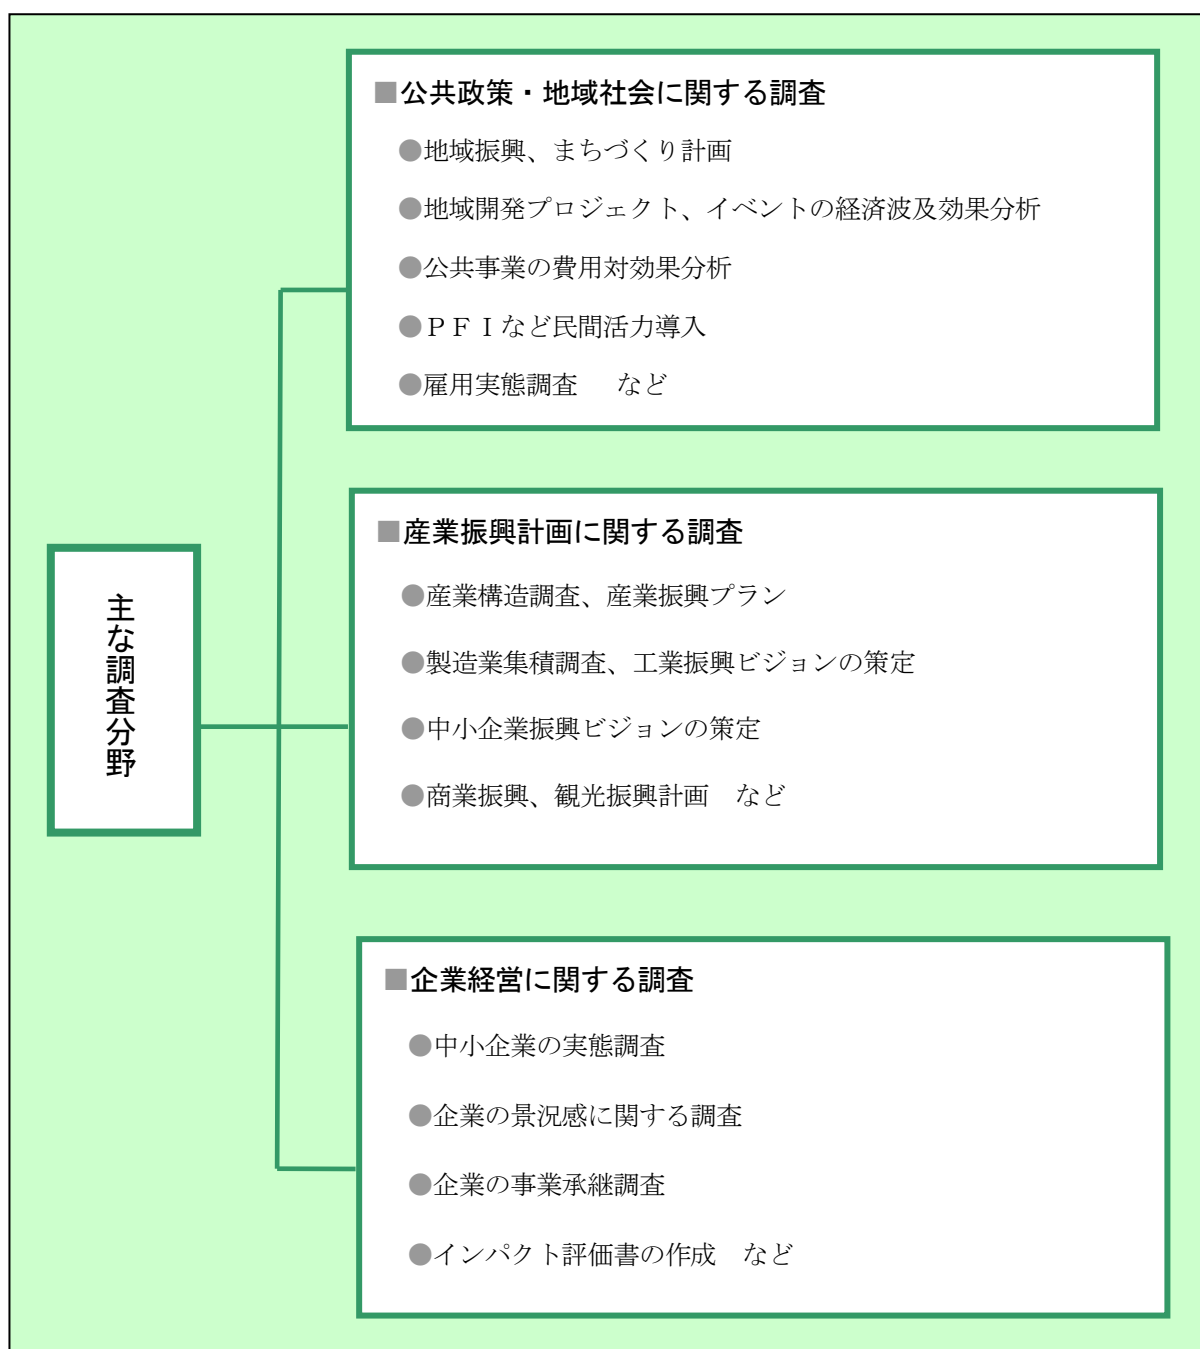 主な調査分野
■公共政策・地域社会に関する調査
●地域振興、まちづくり計画
●地域開発プロジェクト、イベントの経済波及効果分析
●公共事業の費用対効果分析
●ＰＦＩなど民間活力導入
●雇用実態調査　など
■産業振興計画に関する調査
●産業構造調査、産業振興プラン
●製造業集積調査、工業振興ビジョンの策定
●中小企業振興ビジョンの策定
●商業振興、観光振興計画　など
■企業経営に関する調査
●中小企業の実態調査
●企業の景況感に関する調査
●企業の事業承継調査
●インパクト評価書の作成　など